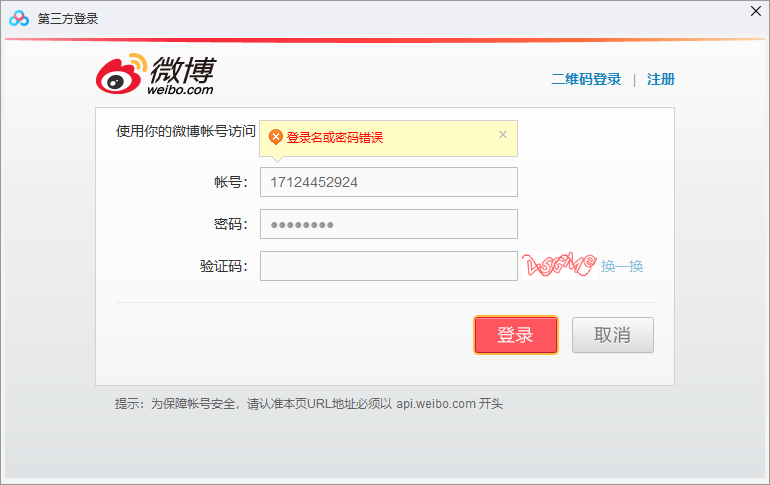 第三方登录
微博
weibo.com
二维码登录 | 注册
使用你的微博帐号访问
登录名或密码错误
帐号： 17124452924
密码：
验证码：
换一换
登录 取消
提示：为保障帐号安全，请认准本页URL地址必须以 api.weibo.com 开头